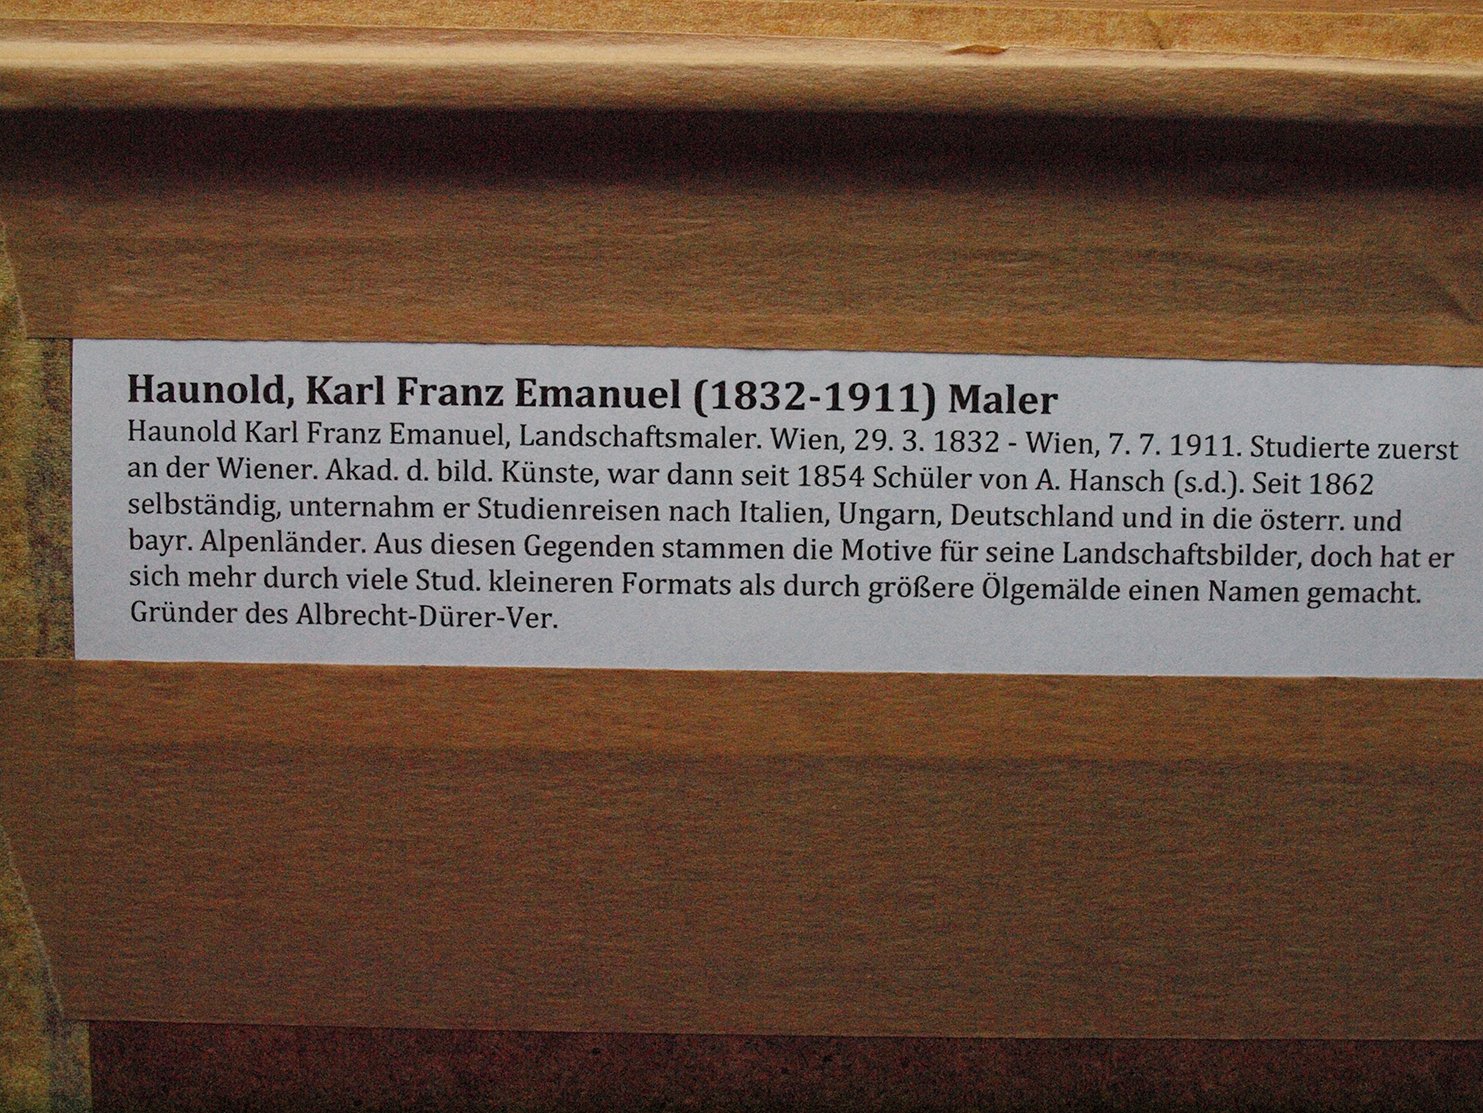 Haunold, Karl Franz Emanuel (1832-1911) Maler
Haunold Karl Franz Emanuel, Landschaftsmaler. Wien, 29. 3. 1832 - Wien, 7. 7. 1911. Studierte zuerst
an der Wiener. Akad. d. bild. Künste, war dann seit 1854 Schüler von A. Hansch (s.d.). Seit 1862
selbständig, unternahm er Studienreisen nach Italien, Ungarn, Deutschland und in die österr. und
bayr. Alpenländer. Aus diesen Gegenden stammen die Motive für seine Landschaftsbilder, doch hat er
sich mehr durch viele Stud. kleineren Formats als durch größere Ölgemälde einen Namen gemacht.
Gründer des Albrecht-Dürer-Ver.